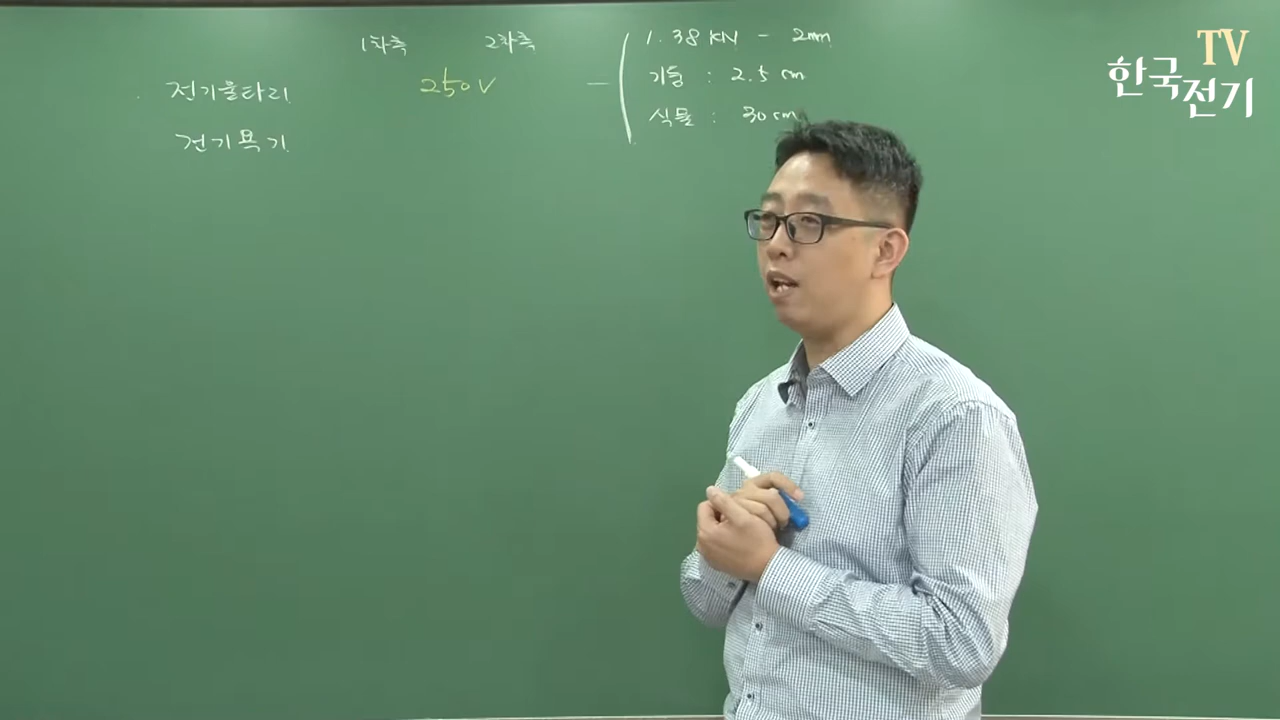 1차측 2차측
전기울타리 250V
전기욕기
1.38 KN - 2mm
기둥 : 2.5 cm
식물 : 30 cm
TV
한국
전기